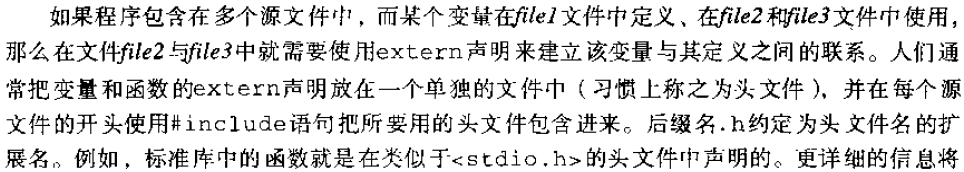 如果程序包含在多个源文件中，而某个变量在file1文件中定义、在file2和file3文件中使用，
那么在文件file2与file3中就需要使用extern声明来建立该变量与其定义之间的联系。人们通
常把变量和函数的extern声明放在一个单独的文件中（习惯上称之为头文件），并在每个源
文件的开头使用#include语句把所要用的头文件包含进来。后缀名.h约定为头文件名的扩
展名。例如，标准库中的函数就是在类似于<stdio.h>的头文件中声明的。更详细的信息将